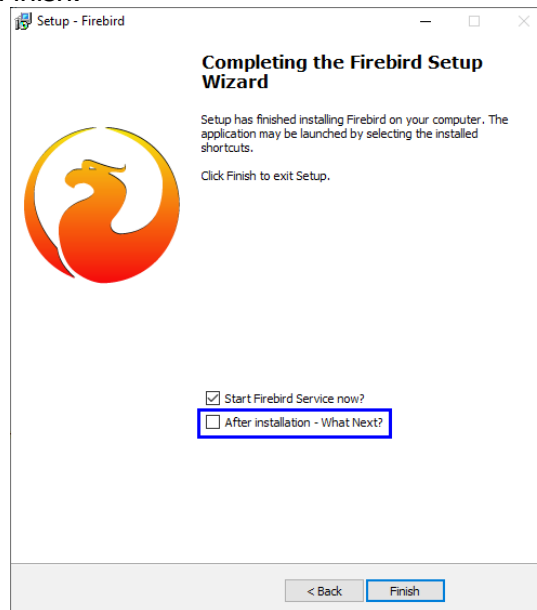 Finish.
Setup - Firebird
Completing the Firebird Setup
Wizard
Setup has finished installing Firebird on your computer. The
application may be launched by selecting the installed
shortcuts.
Click Finish to exit Setup.
Start Firebird Service now?
After installation - What Next?
< Back
Finish